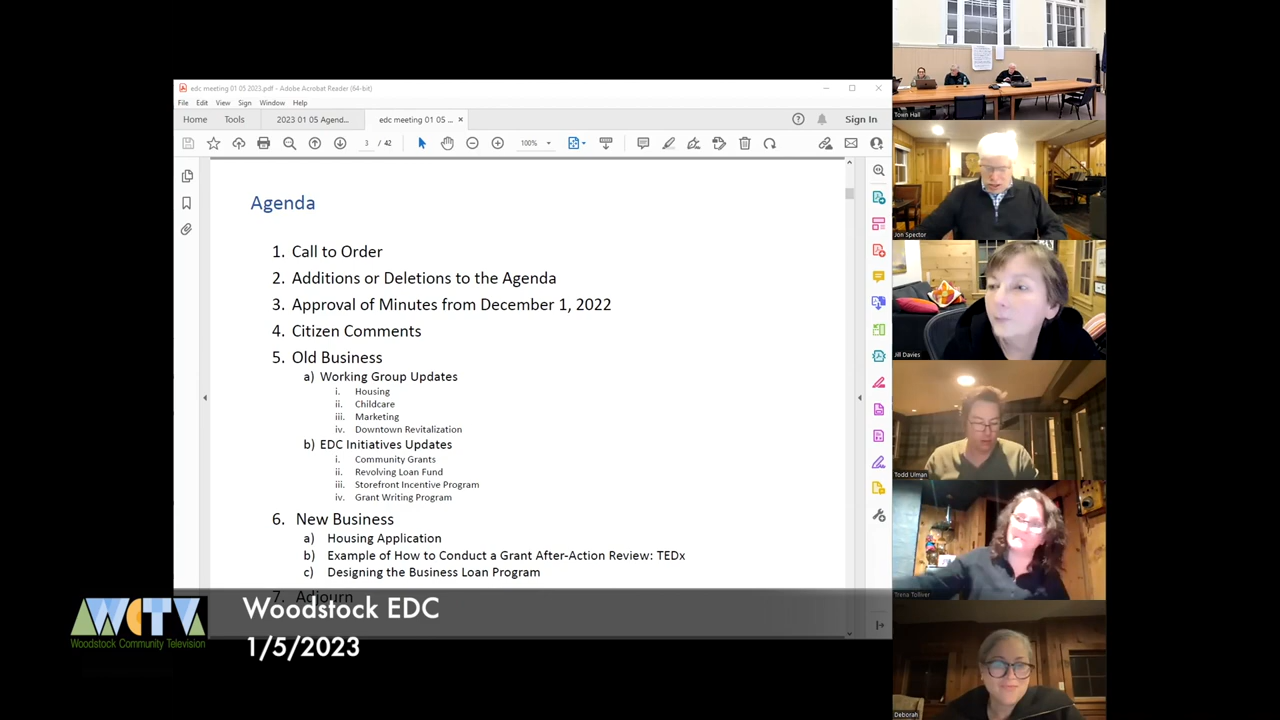 edc meeting 01 05 2023.pdf - Adobe Acrobat Reader (64-bit)
File Edit View Sign Window Help
Home Tools 2023 01 05 Agend... edc meeting 01 05 ... × Sign In
3 / 42 100%
Agenda
1. Call to Order
2. Additions or Deletions to the Agenda
3. Approval of Minutes from December 1, 2022
4. Citizen Comments
5. Old Business
a) Working Group Updates
i. Housing
ii. Childcare
iii. Marketing
iv. Downtown Revitalization
b) EDC Initiatives Updates
i. Community Grants
ii. Revolving Loan Fund
iii. Storefront Incentive Program
iv. Grant Writing Program
6. New Business
a) Housing Application
b) Example of How to Conduct a Grant After-Action Review: TEDx
c) Designing the Business Loan Program
7. Adjourn
WCTV
Woodstock Community Television
Woodstock EDC
1/5/2023
Town Hall
Jon Spector
Jill Davies
Todd Ulman
Trena Tolliver
Deborah